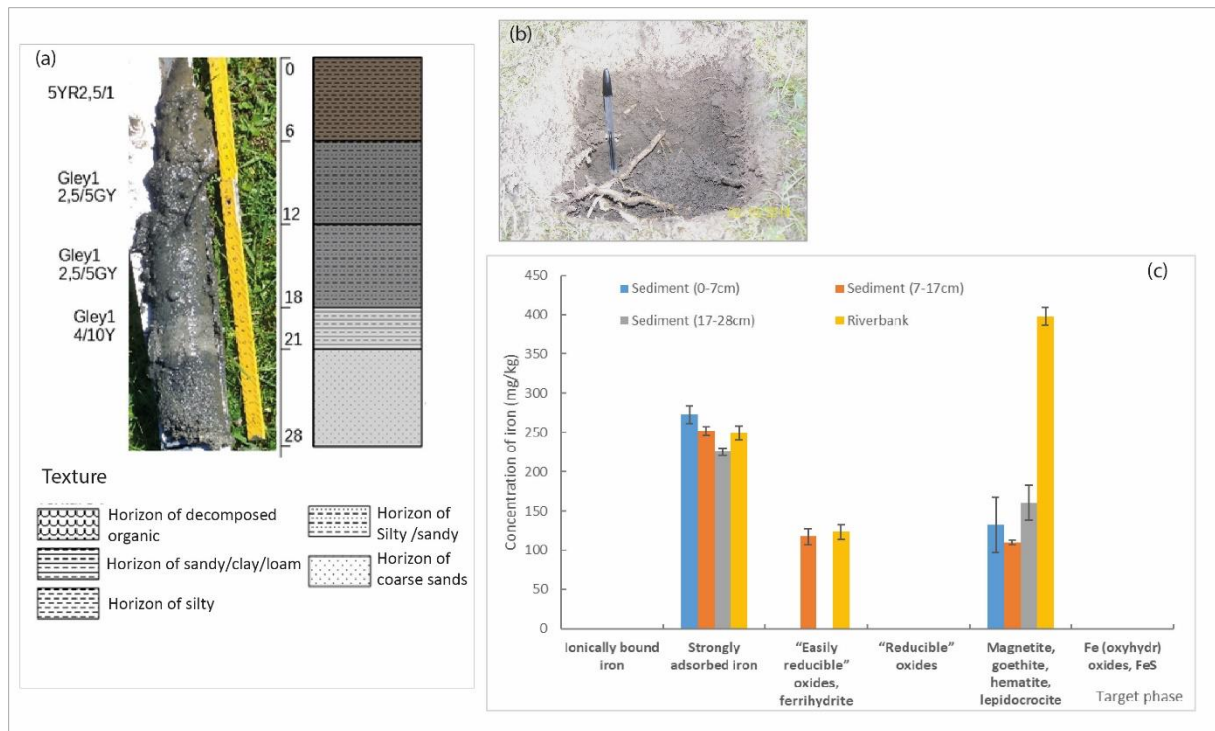 (a)
5YR2,5/1
Gley1
2,5/5GY
Gley1
2,5/5GY
Gley1
4/10Y
0
6
12
18
21
28
Texture
Horizon of decomposed
organic
Horizon of sandy/clay/loam
Horizon of silty
Horizon of
Silty /sandy
Horizon of
coarse sands
(b)
(c)
Sediment (0-7cm)
Sediment (7-17cm)
Sediment (17-28cm)
Riverbank
Concentration of iron (mg/kg)
450
400
350
300
250
200
150
100
50
0
Ionically bound
iron
Strongly
adsorbed iron
“Easily
reducible”
oxides,
ferrihydrite
“Reducible”
oxides
Magnetite,
goethite,
hematite,
lepidocrocite
Fe (oxyhydr)
oxides, FeS
Target phase